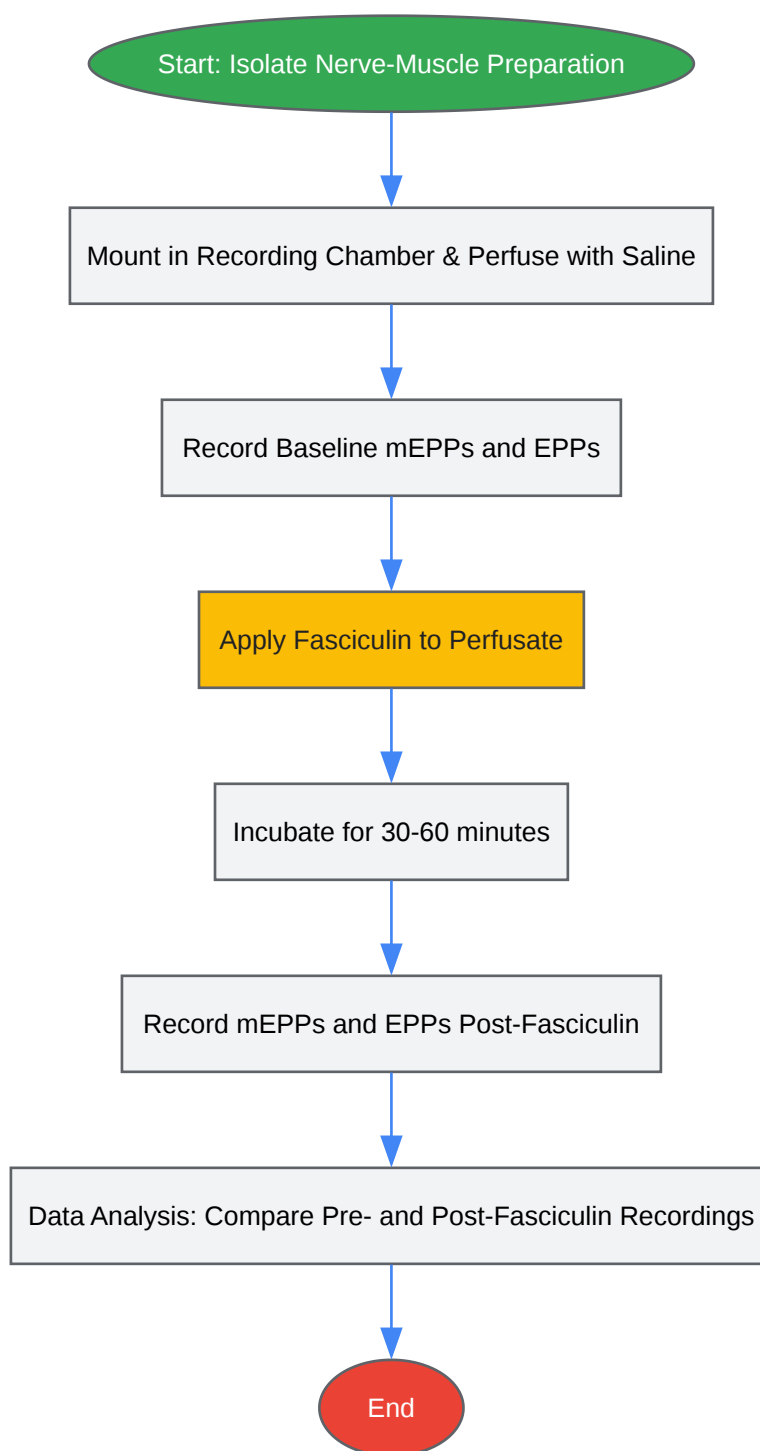 Start: Isolate Nerve-Muscle Preparation
Mount in Recording Chamber & Perfuse with Saline
Record Baseline mEPPs and EPPs
Apply Fasciculin to Perfusate
Incubate for 30-60 minutes
Record mEPPs and EPPs Post-Fasciculin
Data Analysis: Compare Pre- and Post-Fasciculin Recordings
End